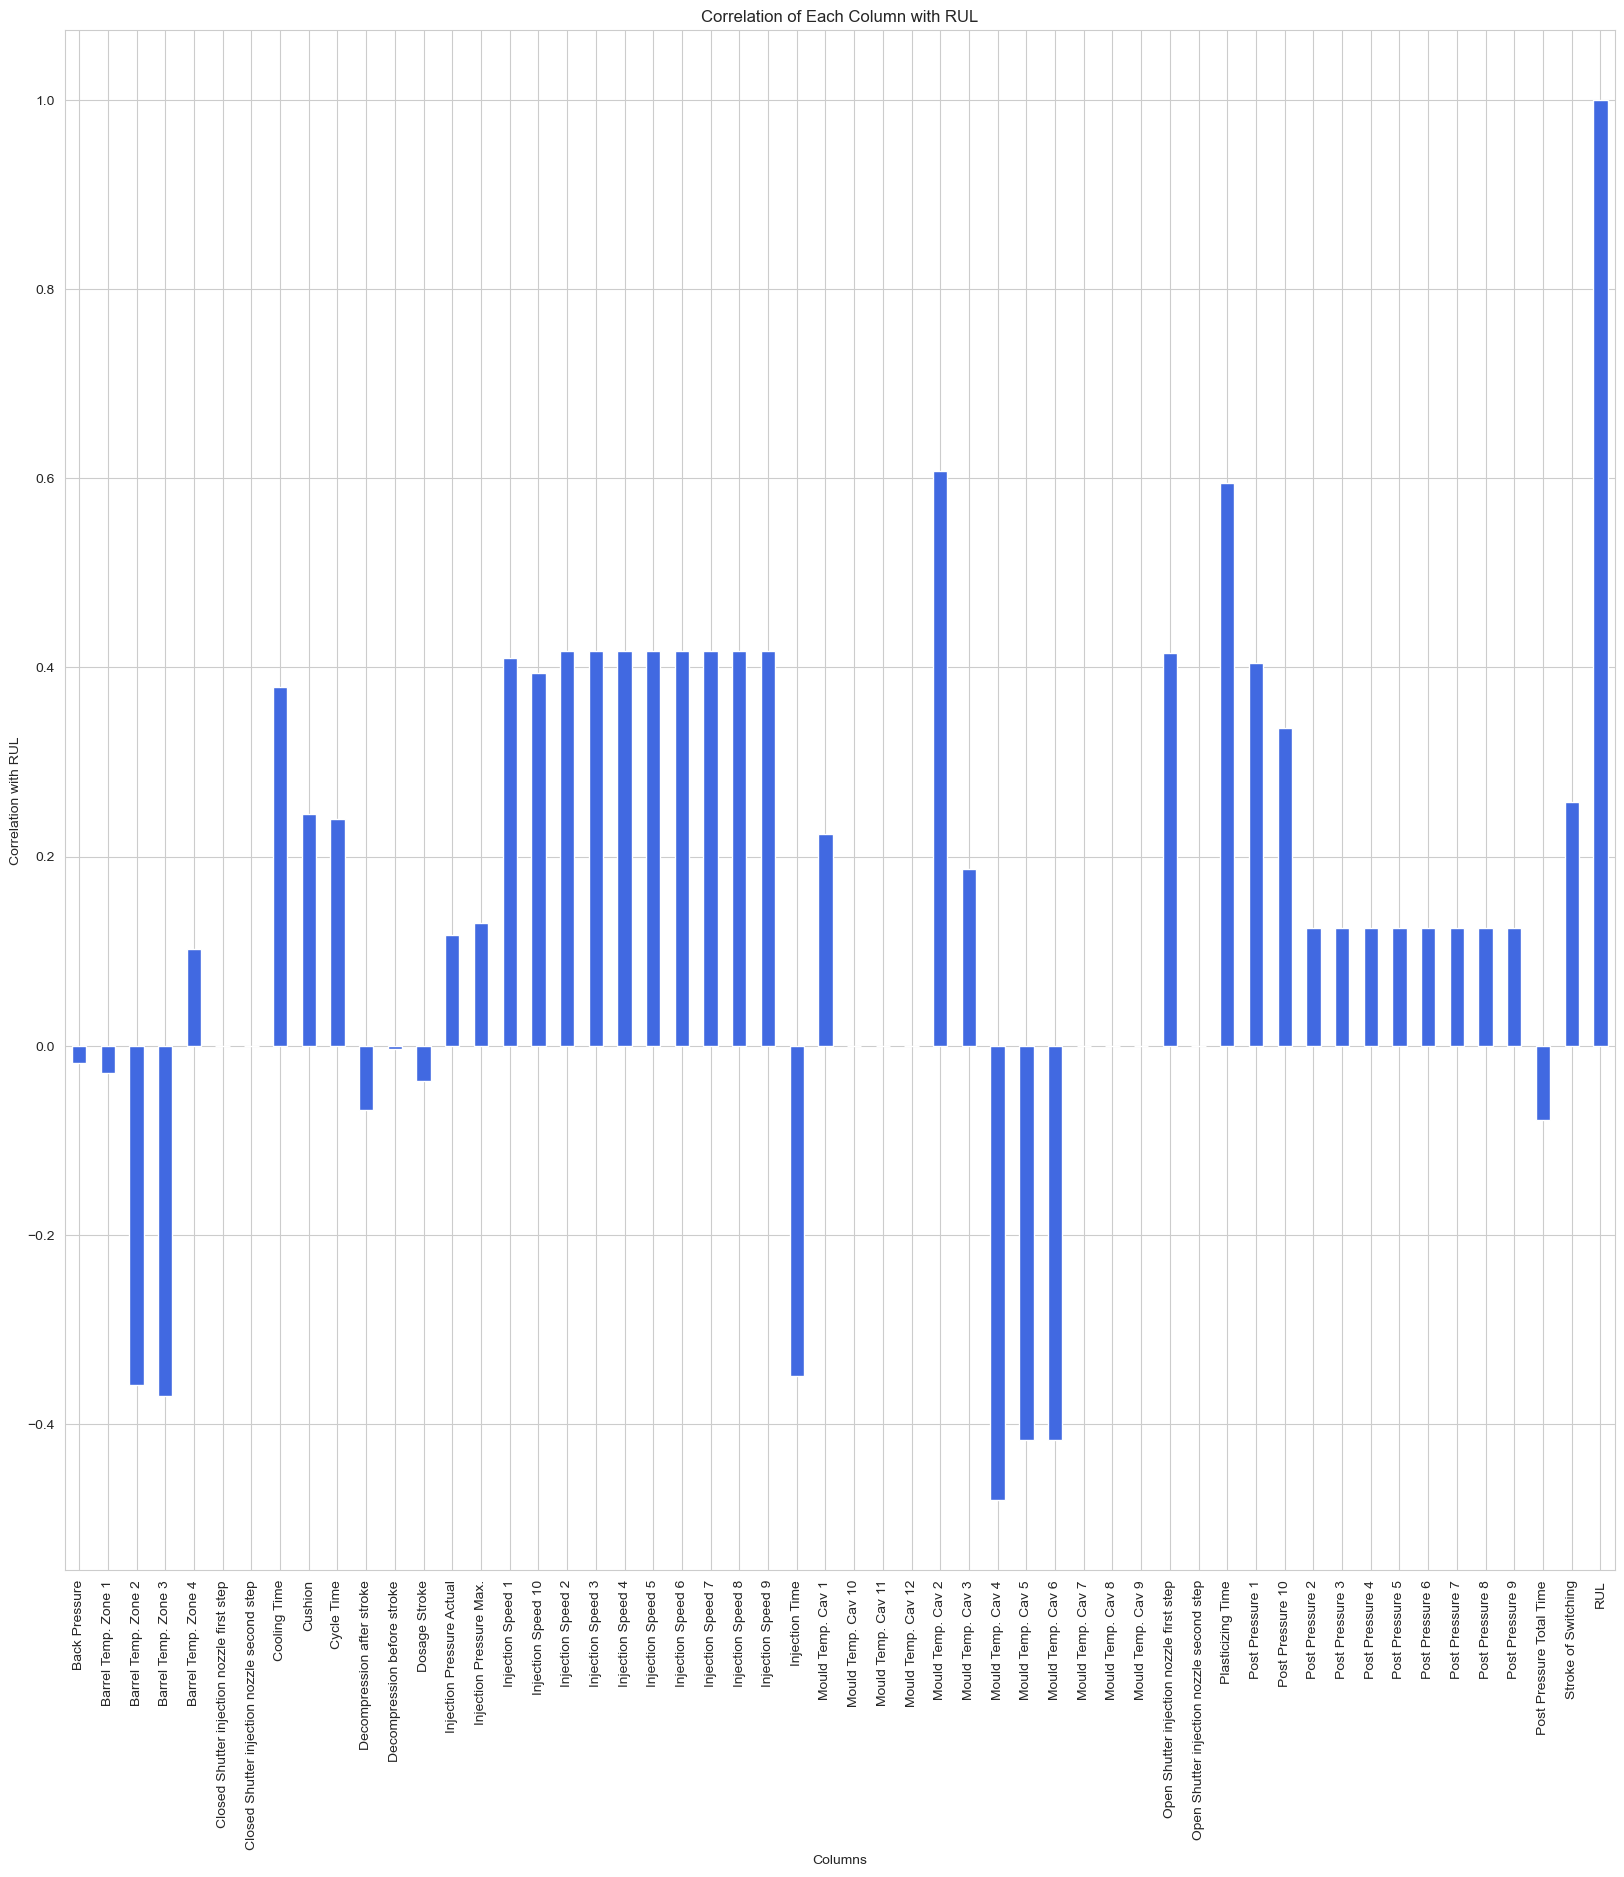 Correlation of Each Column with RUL
Correlation with RUL
1.0
0.8
0.6
0.4
0.2
0.0
−0.2
−0.4
Back Pressure
Barrel Temp. Zone 1
Barrel Temp. Zone 2
Barrel Temp. Zone 3
Barrel Temp. Zone 4
Closed Shutter injection nozzle first step
Closed Shutter injection nozzle second step
Cooling Time
Cushion
Cycle Time
Decompression after stroke
Decompression before stroke
Dosage Stroke
Injection Pressure Actual
Injection Pressure Max.
Injection Speed 1
Injection Speed 10
Injection Speed 2
Injection Speed 3
Injection Speed 4
Injection Speed 5
Injection Speed 6
Injection Speed 7
Injection Speed 8
Injection Speed 9
Injection Time
Mould Temp. Cav 1
Mould Temp. Cav 10
Mould Temp. Cav 11
Mould Temp. Cav 12
Mould Temp. Cav 2
Mould Temp. Cav 3
Mould Temp. Cav 4
Mould Temp. Cav 5
Mould Temp. Cav 6
Mould Temp. Cav 7
Mould Temp. Cav 8
Mould Temp. Cav 9
Open Shutter injection nozzle first step
Open Shutter injection nozzle second step
Plasticizing Time
Post Pressure 1
Post Pressure 10
Post Pressure 2
Post Pressure 3
Post Pressure 4
Post Pressure 5
Post Pressure 6
Post Pressure 7
Post Pressure 8
Post Pressure 9
Post Pressure Total Time
Stroke of Switching
RUL
Columns